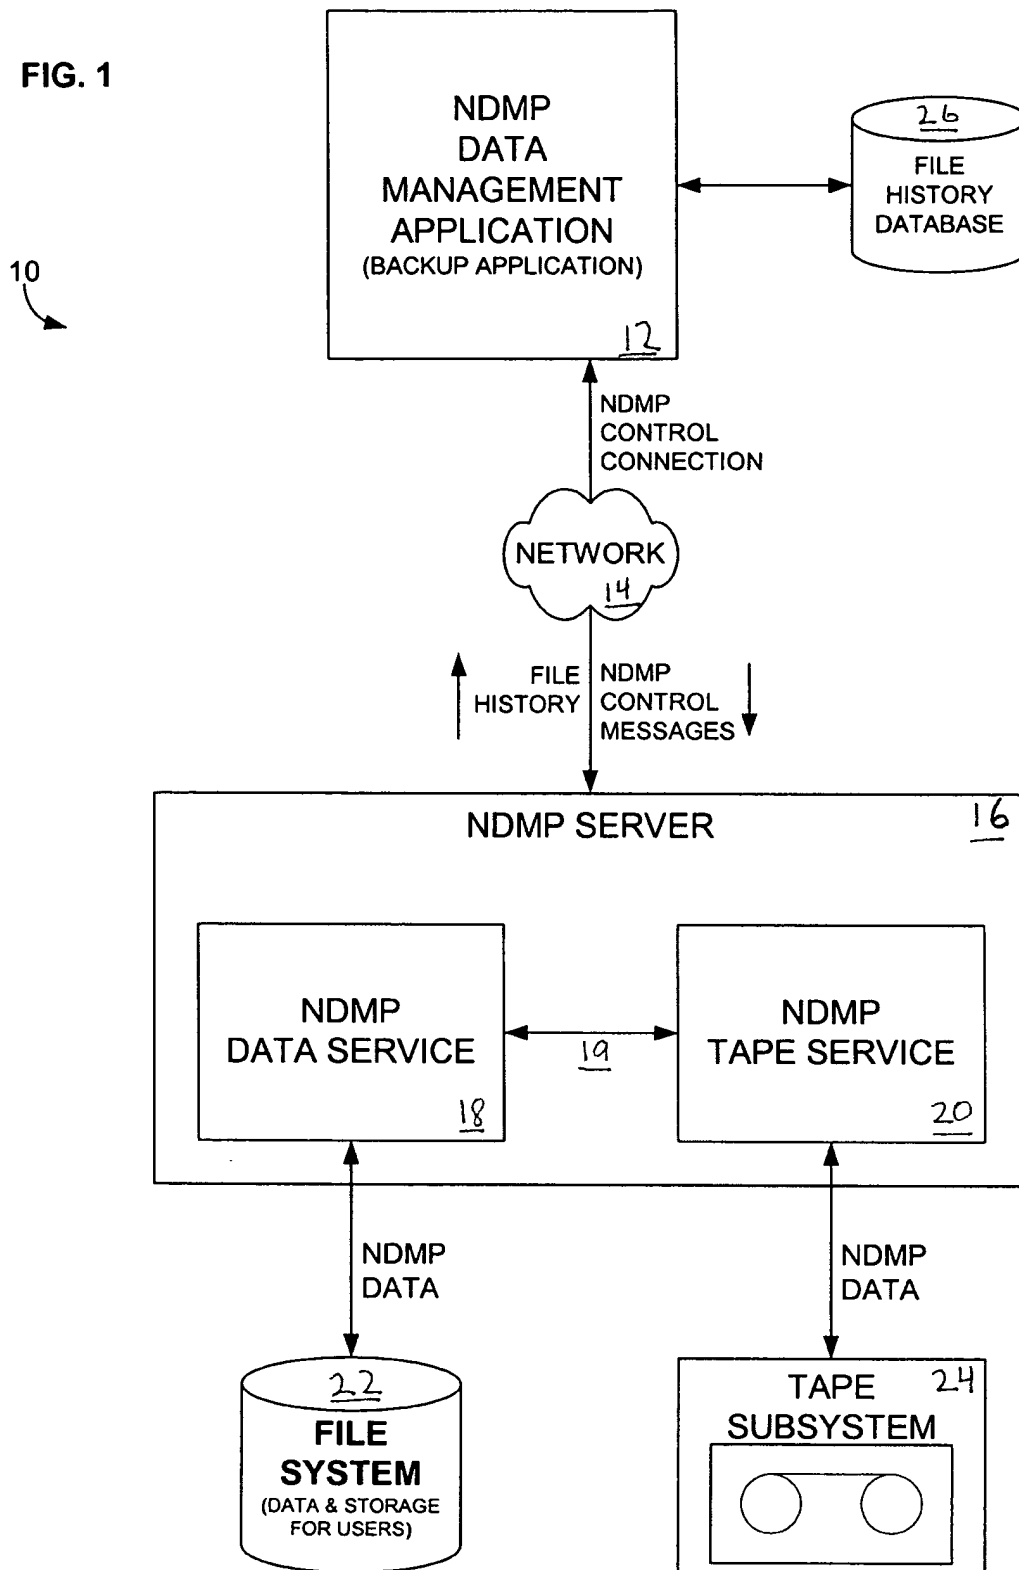 FIG. 1
NDMP
DATA
MANAGEMENT
APPLICATION
(BACKUP APPLICATION)
12
26
FILE
HISTORY
DATABASE
10
NDMP
CONTROL
CONNECTION
NETWORK
14
FILE
HISTORY
NDMP
CONTROL
MESSAGES
NDMP SERVER
16
NDMP
DATA SERVICE
18
19
NDMP
TAPE SERVICE
20
NDMP
DATA
NDMP
DATA
22
FILE
SYSTEM
(DATA & STORAGE
FOR USERS)
TAPE
SUBSYSTEM
24